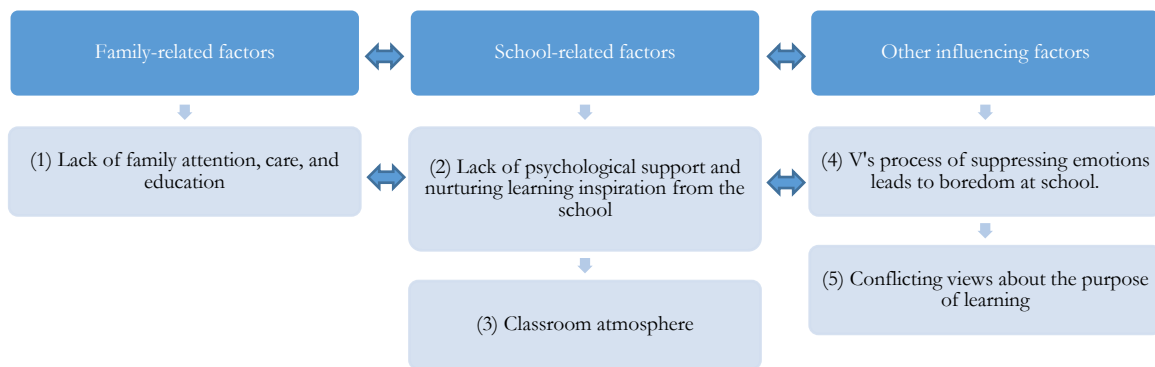 Family-related factors
School-related factors
Other influencing factors
(1) Lack of family attention, care, and
education
(2) Lack of psychological support and
nurturing learning inspiration from the
school
(4) V's process of suppressing emotions
leads to boredom at school.
(3) Classroom atmosphere
(5) Conflicting views about the purpose
of learning